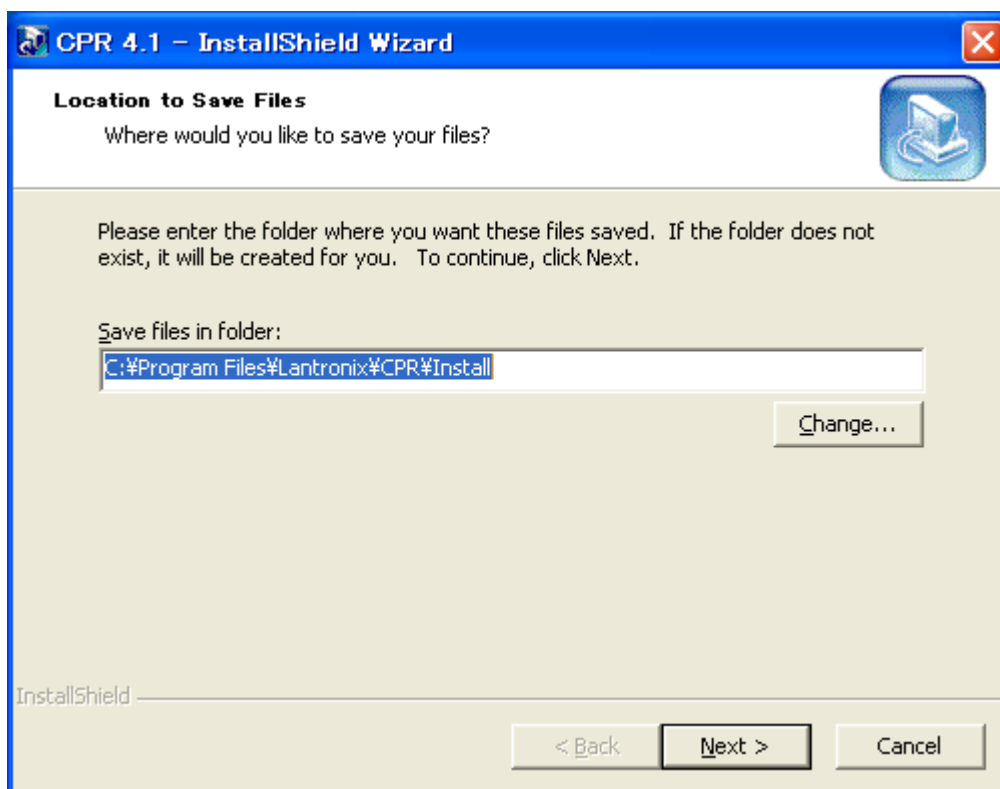 CPR 4.1 - InstallShield Wizard
Location to Save Files
Where would you like to save your files?
Please enter the folder where you want these files saved.  If the folder does not
exist, it will be created for you.   To continue, click Next.
Save files in folder:
C:¥Program Files¥Lantronix¥CPR¥Install
Change...
InstallShield
< Back
Next >
Cancel